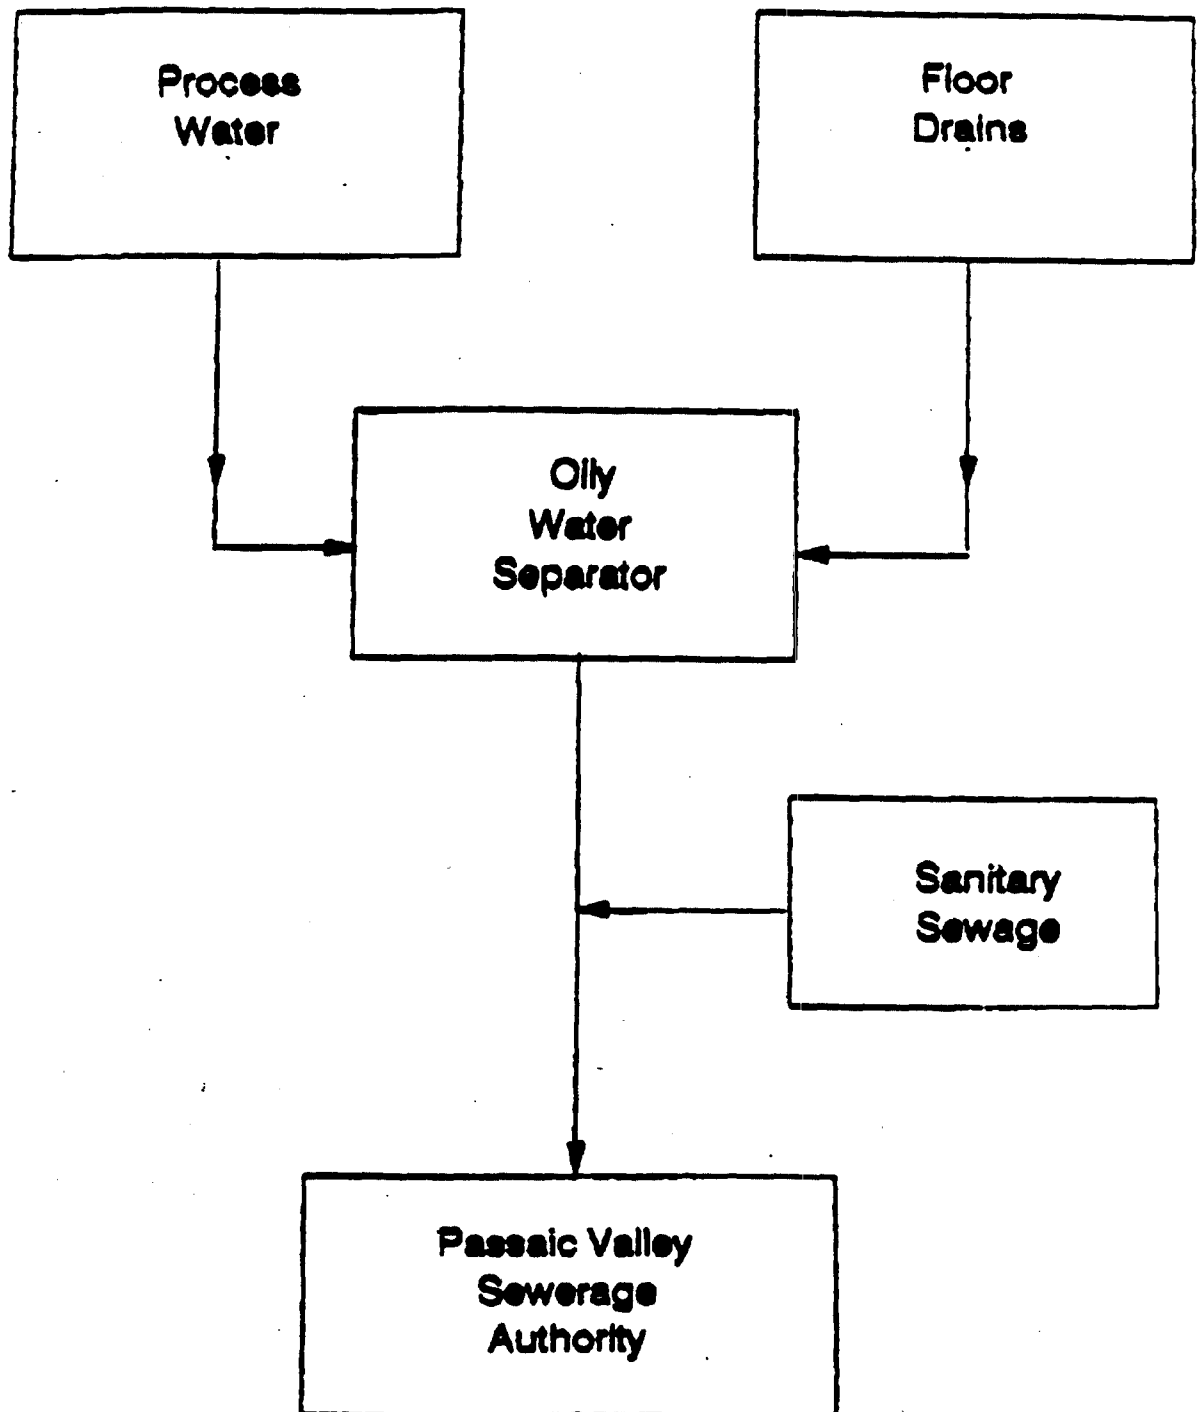 Process
Water
Floor
Drains
Oily
Water
Separator
Sanitary
Sewage
Passaic Valley
Sewerage
Authority